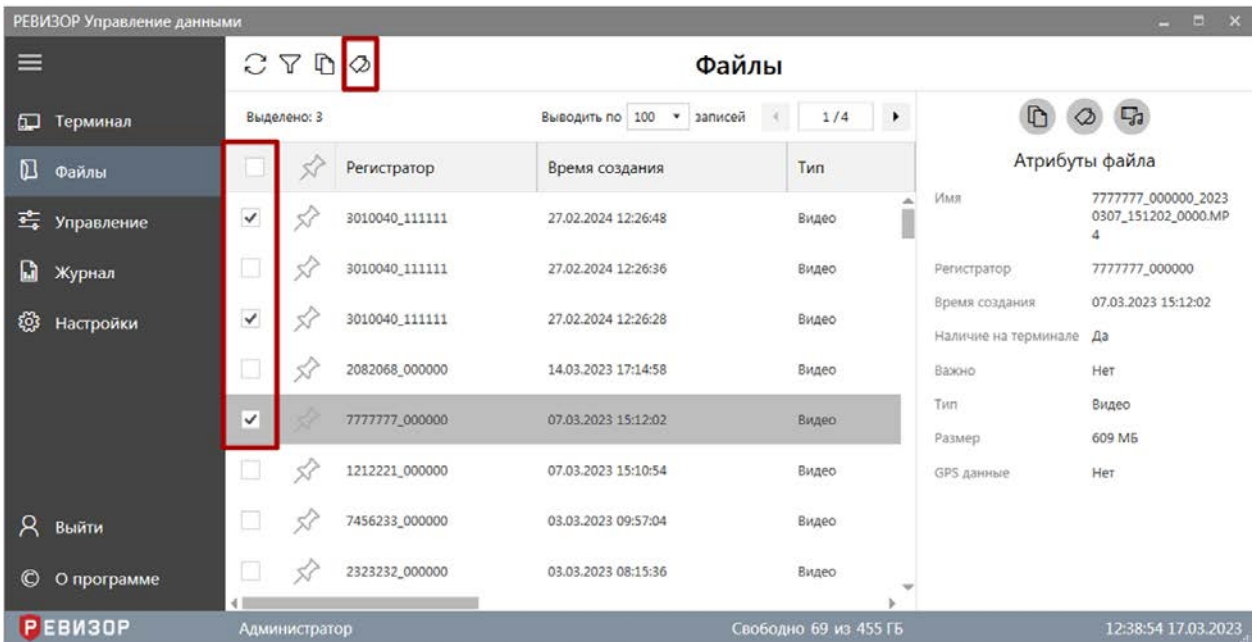 РЕВИЗОР Управление данными
Файлы
Терминал
Файлы
Управление
Журнал
Настройки
Выйти
О программе
Выделено: 3
Выводить по 100 записей 1 / 4
Регистратор Время создания Тип
3010040_111111 27.02.2024 12:26:48 Видео
3010040_111111 27.02.2024 12:26:36 Видео
3010040_111111 27.02.2024 12:26:28 Видео
2082068_000000 14.03.2023 17:14:58 Видео
7777777_000000 07.03.2023 15:12:02 Видео
1212221_000000 07.03.2023 15:10:54 Видео
7456233_000000 03.03.2023 09:57:04 Видео
2323232_000000 03.03.2023 08:15:36 Видео
Атрибуты файла
Имя 7777777_000000_2023
0307_151202_0000.MP
4
Регистратор 7777777_000000
Время создания 07.03.2023 15:12:02
Наличие на терминале Да
Важно Нет
Тип Видео
Размер 609 МБ
GPS данные Нет
РЕВИЗОР
Администратор
Свободно 69 из 455 ГБ
12:38:54 17.03.2023